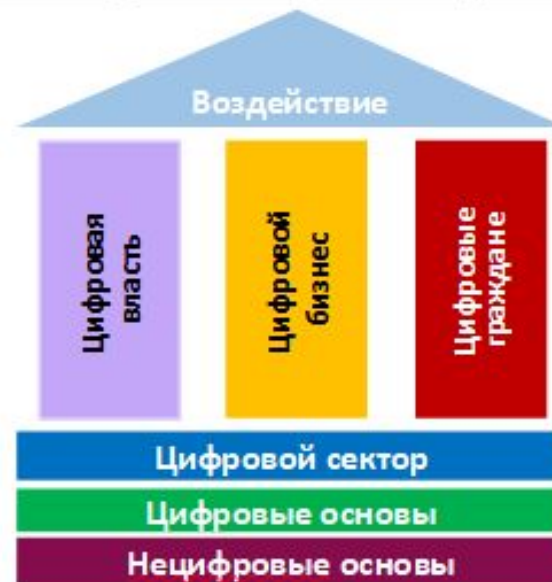 Воздействие
Цифровая
власть
Цифровой
бизнес
Цифровые
граждане
Цифровой сектор
Цифровые основы
Нецифровые основы